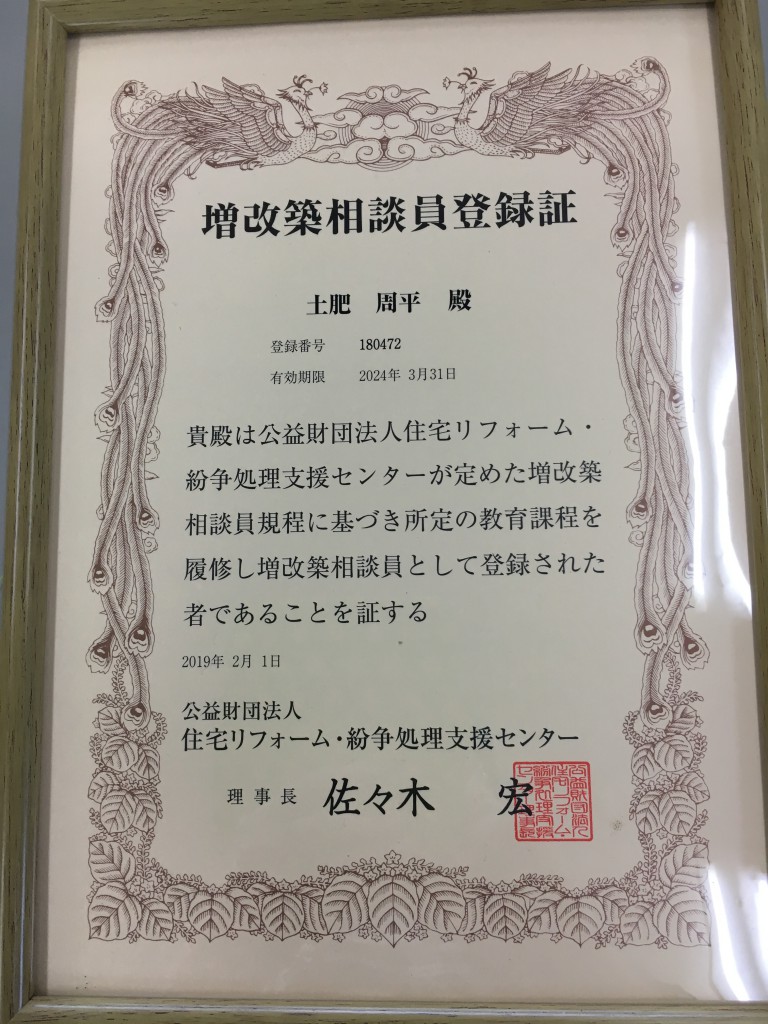 増改築相談員登録証
土肥 周平 殿
登録番号 180472
有効期限 2024年 3月31日
貴殿は公益財団法人住宅リフォーム・
紛争処理支援センターが定めた増改築
相談員規程に基づき所定の教育課程を
履修し増改築相談員として登録された
者であることを証する
2019年 2月 1日
公益財団法人
住宅リフォーム・紛争処理支援センター
理事長 佐々木 宏